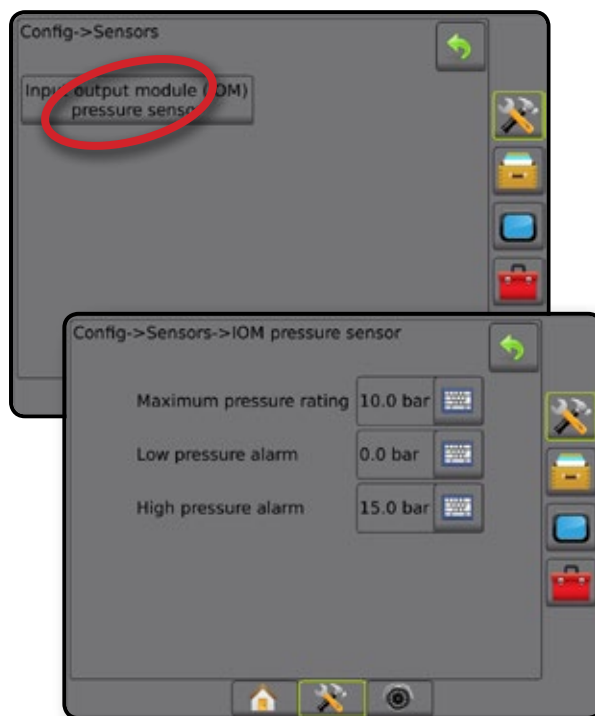 Config->Sensors
Input output module (IOM)
pressure sensor
Config->Sensors->IOM pressure sensor
Maximum pressure rating 10.0 bar
Low pressure alarm 0.0 bar
High pressure alarm 15.0 bar